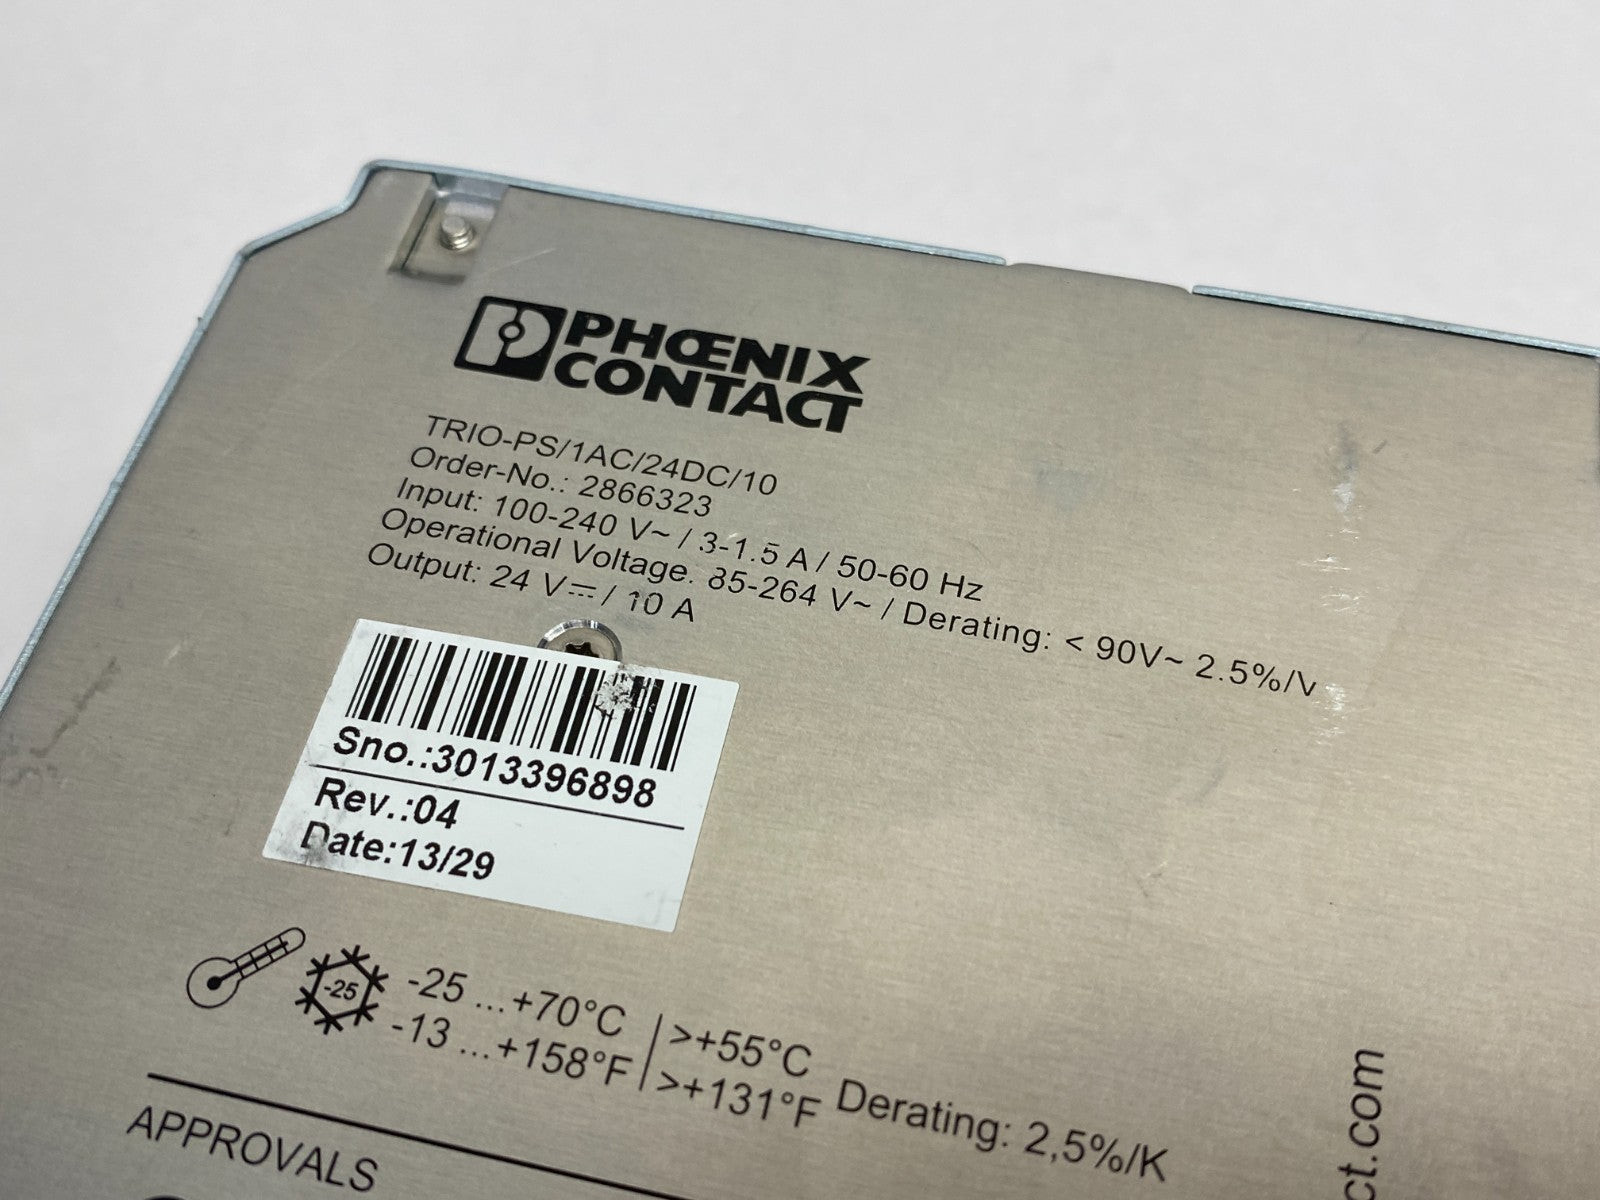 PHŒNIX
CONTACT
TRIO-PS/1AC/24DC/10
Order-No.: 2866323
Input: 100-240 V~ / 3-1.5 A / 50-60 Hz
Operational Voltage. 85-264 V~ / Derating: < 90V~ 2.5%/V
Output: 24 V⎓ / 10 A
Sno.:3013396898
Rev.:04
Date:13/29
-25
-25 ...+70°C
-13 ...+158°F
>+55°C
>+131°F
Derating: 2,5%/K
APPROVALS
ct.com